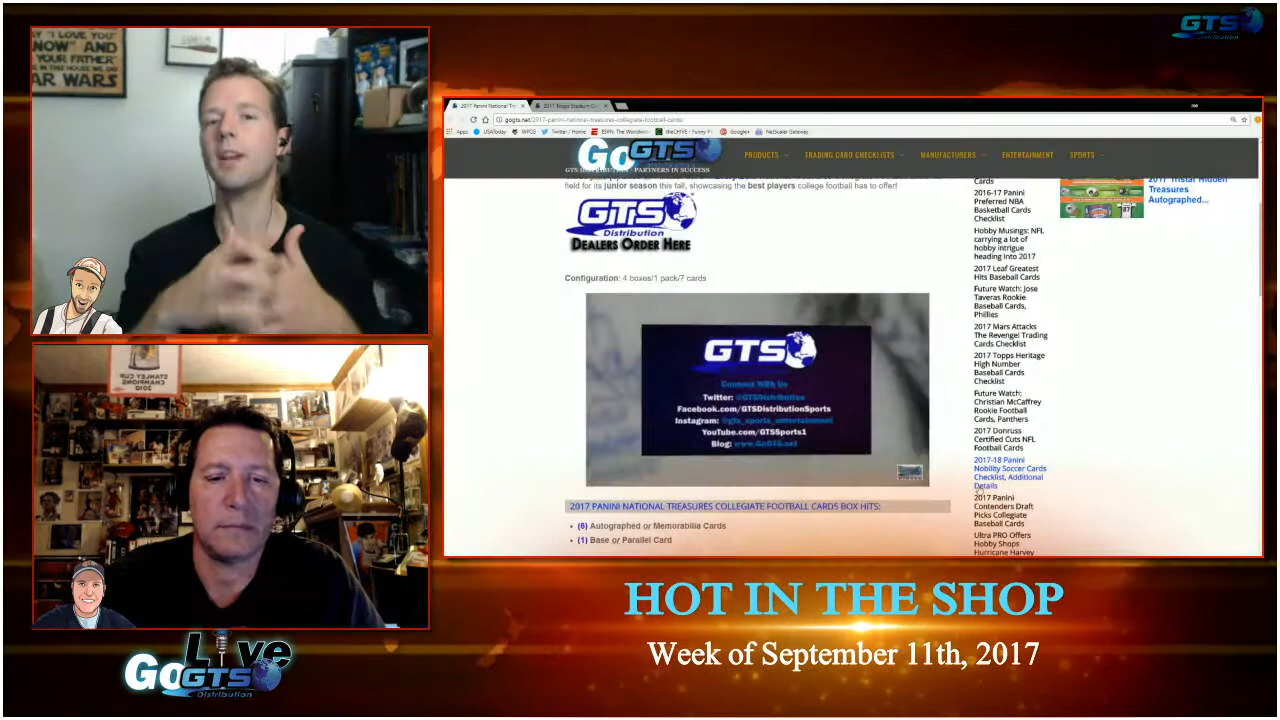 Y "I LOVE YOU"
NOW" AND
YOUR FATHER"
AR WARS
STANLEY CUP
CHAMPIONS
2010
GTS
Distribution
2017 Panini National Tr
gogts.net/2017-panini-national-treasures-collegiate-football-cards/
Apps
USAToday
WPCG
Twitter / Home
theCHIVE - Funny P
Google+
NetScaler Gateway
GoGTS
GTS DISTRIBUTION - PARTNERS IN SUCCESS
PRODUCTS
TRADING CARD CHECKLISTS
MANUFACTURERS
ENTERTAINMENT
SPORTS
field for its junior season this fall, showcasing the best players college football has to offer!
GTS
Distribution
DEALERS ORDER HERE
Configuration: 4 boxes/1 pack/7 cards
GTS
Connect With Us
Twitter: @GTSDistribution
Facebook.com/GTSDistributionSports
Instagram: @gts_sports_entertainment
YouTube.com/GTSSports1
Blog: www.GoGTS.net
2017 PANINI NATIONAL TREASURES COLLEGIATE FOOTBALL CARDS BOX HITS:
(6) Autographed or Memorabilia Cards
(1) Base or Parallel Card
Cards
2016-17 Panini
Preferred NBA
Basketball Cards
Checklist
Hobby Musings: NFL
carrying a lot of
hobby intrigue
heading into 2017
2017 Leaf Greatest
Hits Baseball Cards
Future Watch: Jose
Taveras Rookie
Baseball Cards,
Phillies
2017 Mars Attacks
The Revenge! Trading
Cards Checklist
2017 Topps Heritage
High Number
Baseball Cards
Checklist
Future Watch:
Christian McCaffrey
Rookie Football
Cards, Panthers
2017 Donruss
Certified Cuts NFL
Football Cards
2017-18 Panini
Nobility Soccer Cards
Checklist, Additional
Details
2017 Panini
Contenders Draft
Picks Collegiate
Baseball Cards
Ultra PRO Offers
Hobby Shops
Hurricane Harvey
2017 Tristar Hidden
Treasures
Autographed...
HOT IN THE SHOP
Week of September 11th, 2017
Live
GoGTS
Distribution